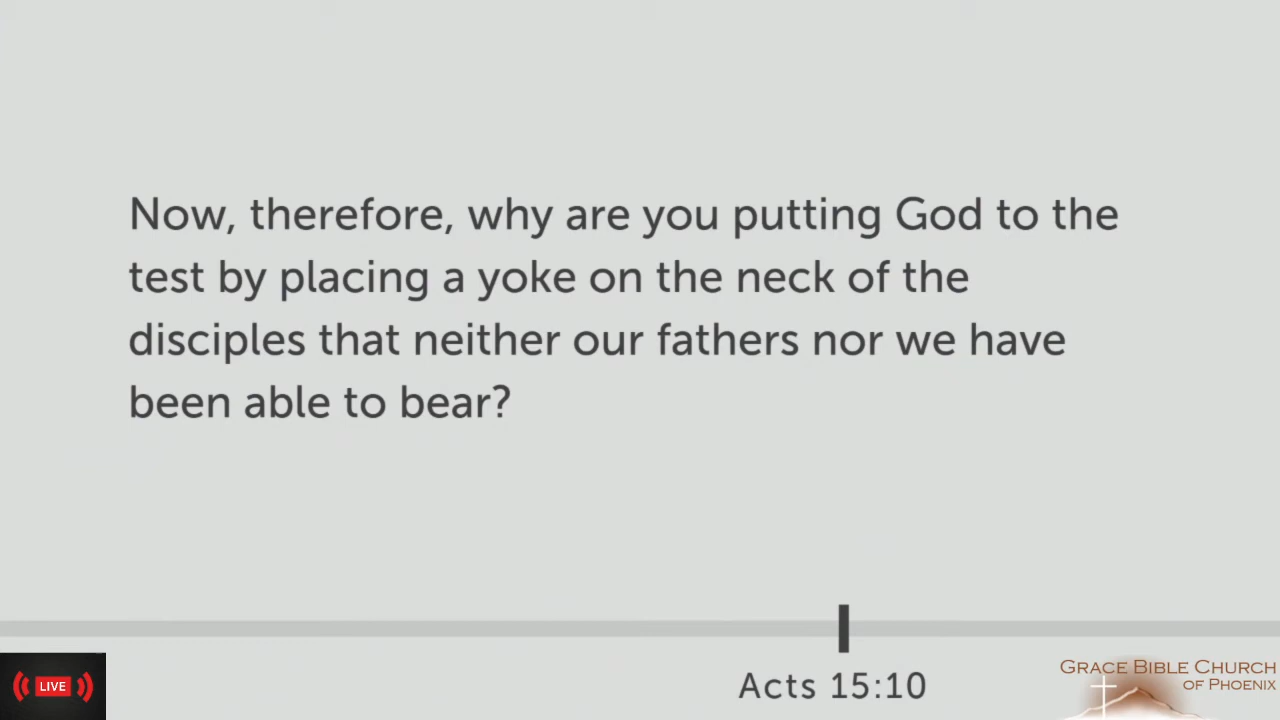 Now, therefore, why are you putting God to the
test by placing a yoke on the neck of the
disciples that neither our fathers nor we have
been able to bear?
Acts 15:10
LIVE
GRACE BIBLE CHURCH
OF PHOENIX